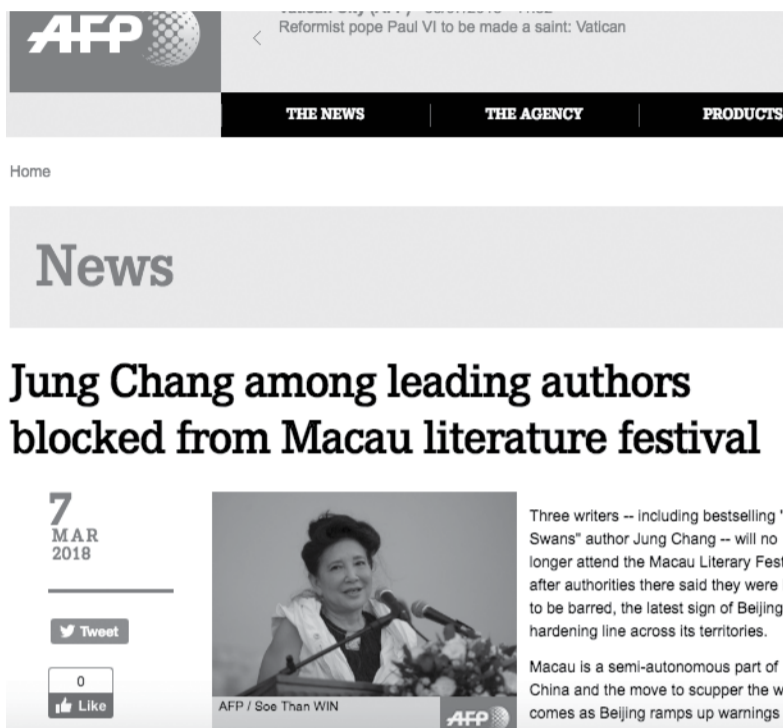 AFP
Reformist pope Paul VI to be made a saint: Vatican
THE NEWS
THE AGENCY
PRODUCTS
Home
News
Jung Chang among leading authors
blocked from Macau literature festival
7
MAR
2018
Tweet
0
Like
AFP / Soe Than WIN
AFP
Three writers -- including bestselling "
Swans" author Jung Chang -- will no
longer attend the Macau Literary Fest
after authorities there said they were
to be barred, the latest sign of Beijing
hardening line across its territories.
Macau is a semi-autonomous part of
China and the move to scupper the w
comes as Beijing ramps up warnings